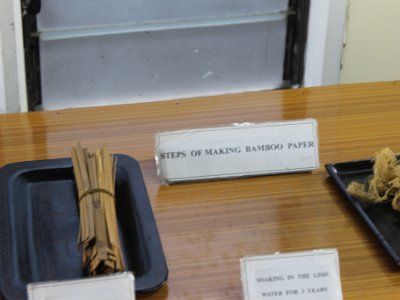 STEPS OF MAKING BAMBOO PAPER
SOAKING IN THE LIME
WATER FOR 3 YEARS